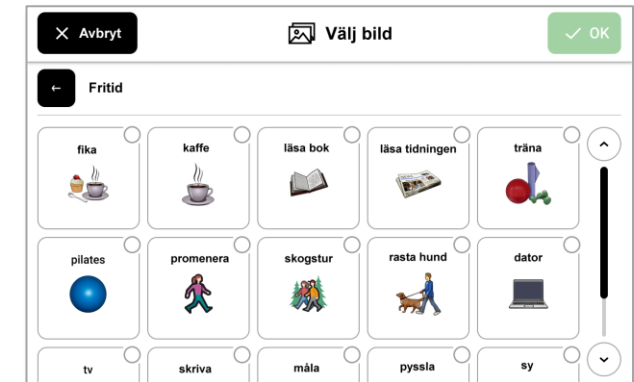 Avbryt
Välj bild
OK
Fritid
fika
kaffe
läsa bok
läsa tidningen
träna
pilates
promenera
skogstur
rasta hund
dator
tv
skriva
måla
pyssla
sy